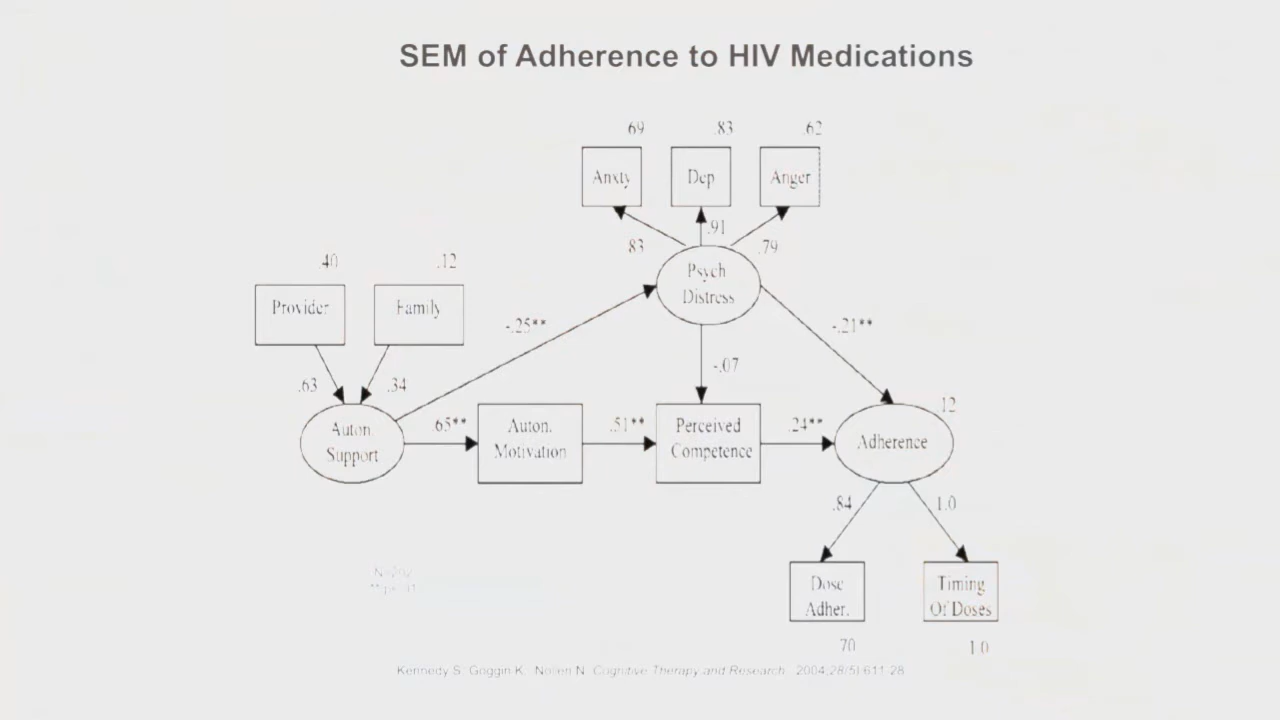 SEM of Adherence to HIV Medications
69 .83 .62
Anxty Dep Anger
.91
83 .79
Psych
Distress
.40 .12
Provider Family
-.25** -.21**
-.07
.63 .34
Auton.
Support
65**
Auton.
Motivation
.51**
Perceived
Competence
.24**
Adherence
12
.84 1.0
Dose
Adher.
Timing
Of Doses
70 1.0
Kennedy S, Goggin K, Nollen N. Cognitive Therapy and Research 2004;28(5) 611-28